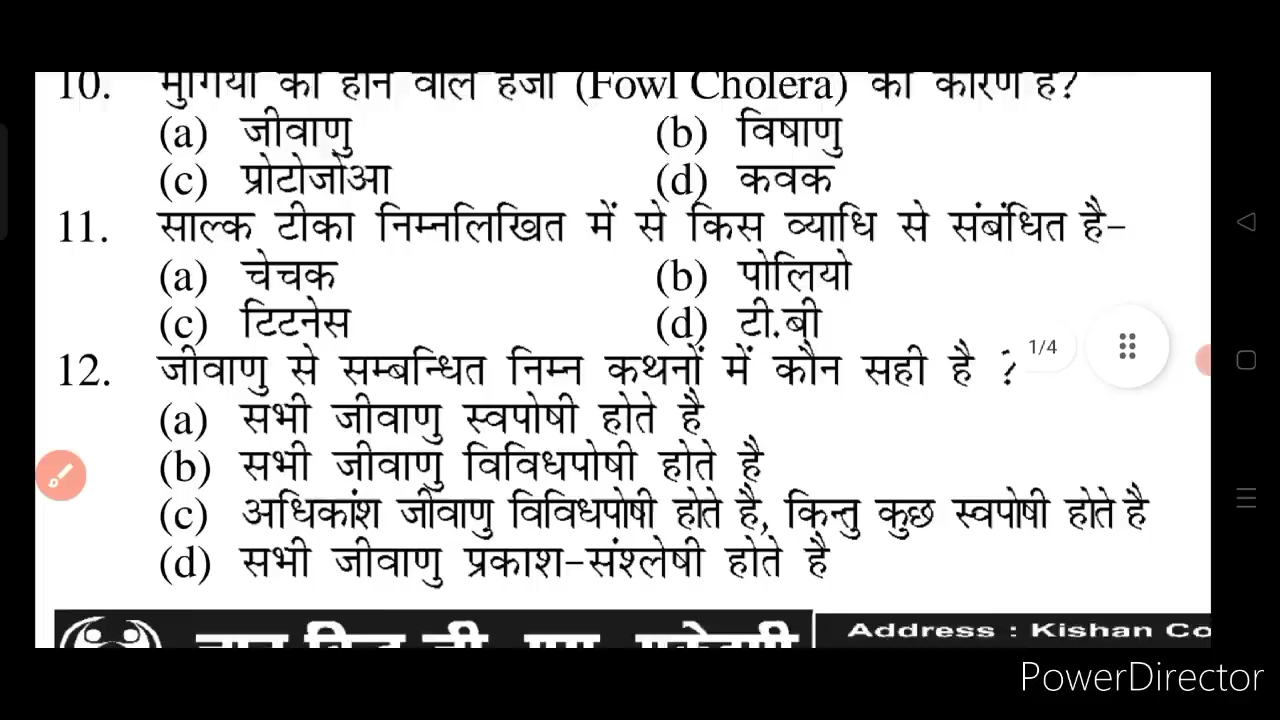 10. मुर्गियों को होने वाले हैजा (Fowl Cholera) का कारण है?
(a) जीवाणु (b) विषाणु
(c) प्रोटोजोआ (d) कवक
11. साल्क टीका निम्नलिखित में से किस व्याधि से संबंधित है-
(a) चेचक (b) पोलियो
(c) टिटनेस (d) टी.बी
12. जीवाणु से सम्बन्धित निम्न कथनों में कौन सही है ?
1/4
(a) सभी जीवाणु स्वपोषी होते है
(b) सभी जीवाणु विविधपोषी होते है
(c) अधिकांश जीवाणु विविधपोषी होते है, किन्तु कुछ स्वपोषी होते है
(d) सभी जीवाणु प्रकाश-संश्लेषी होते है
Address : Kishan Co
PowerDirector